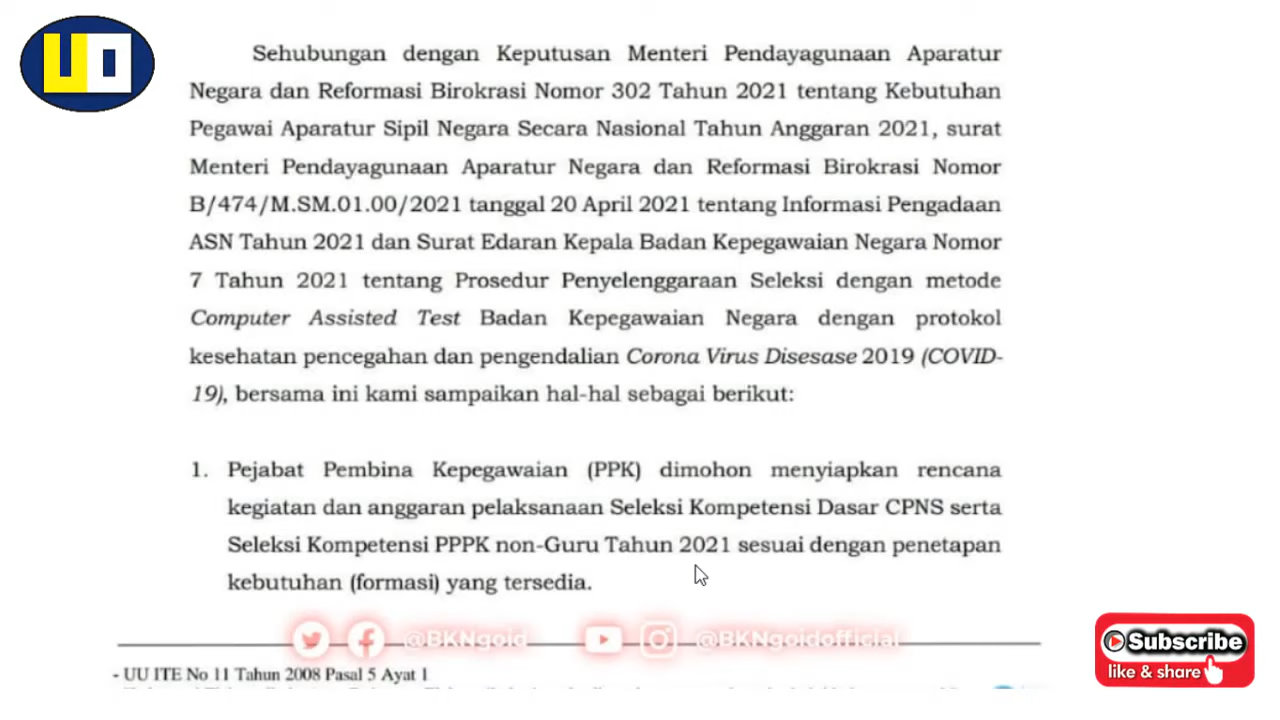 UO
Sehubungan dengan Keputusan Menteri Pendayagunaan Aparatur
Negara dan Reformasi Birokrasi Nomor 302 Tahun 2021 tentang Kebutuhan
Pegawai Aparatur Sipil Negara Secara Nasional Tahun Anggaran 2021, surat
Menteri Pendayagunaan Aparatur Negara dan Reformasi Birokrasi Nomor
B/474/M.SM.01.00/2021 tanggal 20 April 2021 tentang Informasi Pengadaan
ASN Tahun 2021 dan Surat Edaran Kepala Badan Kepegawaian Negara Nomor
7 Tahun 2021 tentang Prosedur Penyelenggaraan Seleksi dengan metode
Computer Assisted Test Badan Kepegawaian Negara dengan protokol
kesehatan pencegahan dan pengendalian Corona Virus Disesase 2019 (COVID-
19), bersama ini kami sampaikan hal-hal sebagai berikut:
1. Pejabat Pembina Kepegawaian (PPK) dimohon menyiapkan rencana
kegiatan dan anggaran pelaksanaan Seleksi Kompetensi Dasar CPNS serta
Seleksi Kompetensi PPPK non-Guru Tahun 2021 sesuai dengan penetapan
kebutuhan (formasi) yang tersedia.
@BKNgoid @BKNgoidofficial
- UU ITE No 11 Tahun 2008 Pasal 5 Ayat 1
Subscribe
like & share